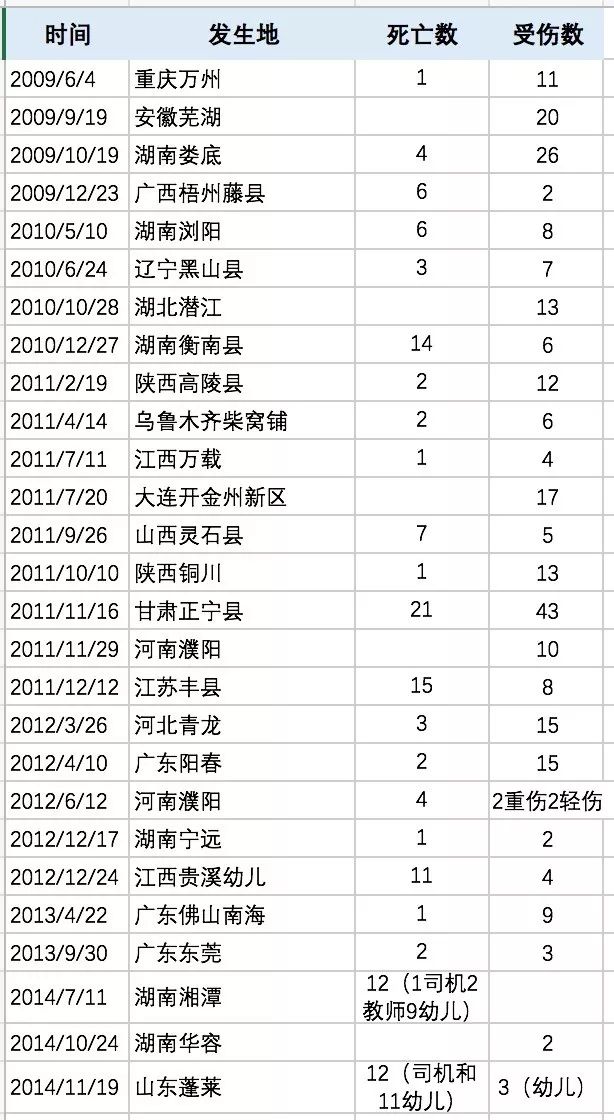 时间 发生地 死亡数 受伤数
2009/6/4 重庆万州 1 11
2009/9/19 安徽芜湖 20
2009/10/19 湖南娄底 4 26
2009/12/23 广西梧州藤县 6 2
2010/5/10 湖南浏阳 6 8
2010/6/24 辽宁黑山县 3 7
2010/10/28 湖北潜江 13
2010/12/27 湖南衡南县 14 6
2011/2/19 陕西高陵县 2 12
2011/4/14 乌鲁木齐柴窝铺 2 6
2011/7/11 江西万载 1 4
2011/7/20 大连开金州新区 17
2011/9/26 山西灵石县 7 5
2011/10/10 陕西铜川 1 13
2011/11/16 甘肃正宁县 21 43
2011/11/29 河南濮阳 10
2011/12/12 江苏丰县 15 8
2012/3/26 河北青龙 3 15
2012/4/10 广东阳春 2 15
2012/6/12 河南濮阳 4 2重伤2轻伤
2012/12/17 湖南宁远 1 2
2012/12/24 江西贵溪幼儿 11 4
2013/4/22 广东佛山南海 1 9
2013/9/30 广东东莞 2 3
2014/7/11 湖南湘潭 12（1司机2
教师9幼儿）
2014/10/24 湖南华容 2
2014/11/19 山东蓬莱 12（司机和
11幼儿） 3（幼儿）